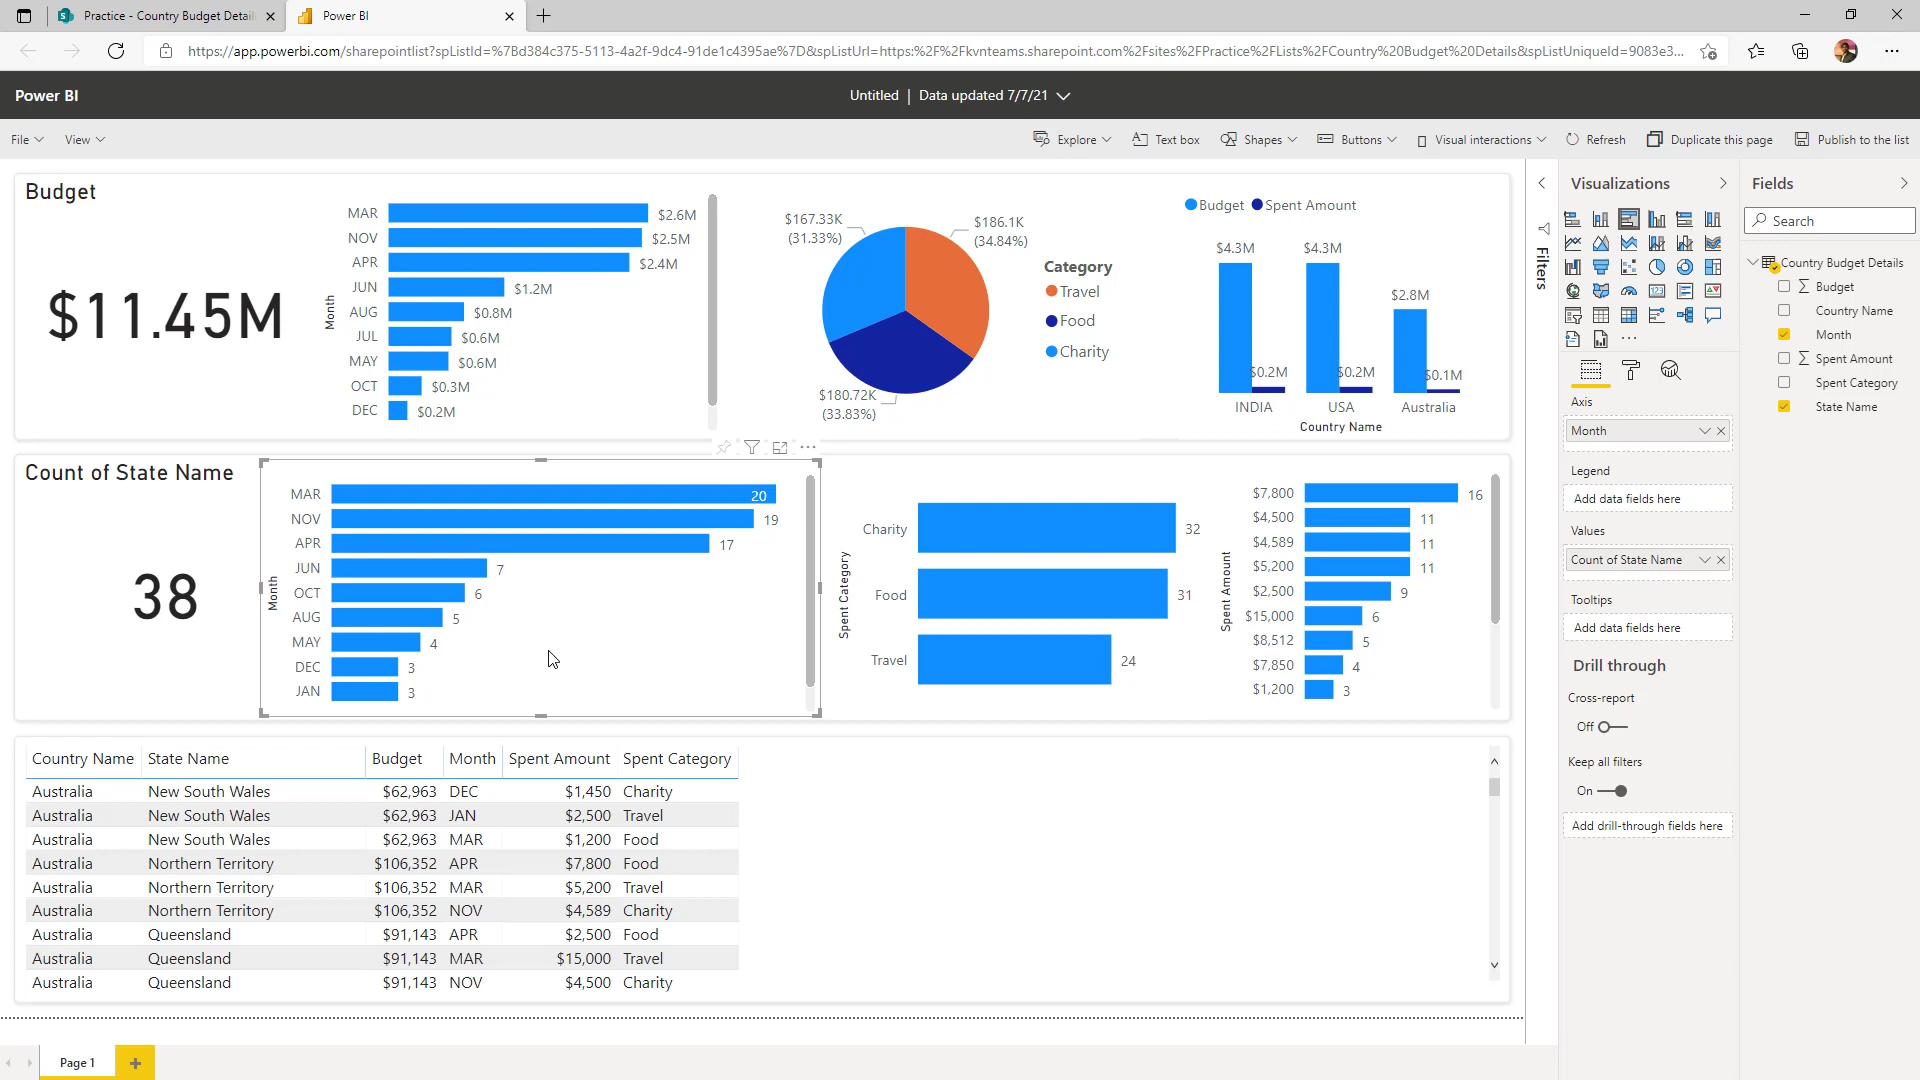 Practice - Country Budget Detail
Power BI
https://app.powerbi.com/sharepointlist?spListId=%7Bd384c375-5113-4a2f-9dc4-91de1c4395ae%7D&spListUrl=https:%2F%2Fkvnteams.sharepoint.com%2Fsites%2FPractice%2FLists%2FCountry%20Budget%20Details&spListUniqueId=9083e3...
Power BI
Untitled | Data updated 7/7/21
File
View
Explore
Text box
Shapes
Buttons
Visual interactions
Refresh
Duplicate this page
Publish to the list
Budget
$11.45M
Month
MAR $2.6M
NOV $2.5M
APR $2.4M
JUN $1.2M
AUG $0.8M
JUL $0.6M
MAY $0.6M
OCT $0.3M
DEC $0.2M
$167.33K
(31.33%)
$186.1K
(34.84%)
$180.72K
(33.83%)
Category
Travel
Food
Charity
Budget Spent Amount
$4.3M $4.3M
$2.8M
$0.2M $0.2M $0.1M
INDIA USA Australia
Country Name
Count of State Name
38
Month
MAR 20
NOV 19
APR 17
JUN 7
OCT 6
AUG 5
MAY 4
DEC 3
JAN 3
Spent Category
Charity 32
Food 31
Travel 24
Spent Amount
$7,800 16
$4,500 11
$4,589 11
$5,200 11
$2,500 9
$15,000 6
$8,512 5
$7,850 4
$1,200 3
Country Name State Name Budget Month Spent Amount Spent Category
Australia New South Wales $62,963 DEC $1,450 Charity
Australia New South Wales $62,963 JAN $2,500 Travel
Australia New South Wales $62,963 MAR $1,200 Food
Australia Northern Territory $106,352 APR $7,800 Food
Australia Northern Territory $106,352 MAR $5,200 Travel
Australia Northern Territory $106,352 NOV $4,589 Charity
Australia Queensland $91,143 APR $2,500 Food
Australia Queensland $91,143 MAR $15,000 Travel
Australia Queensland $91,143 NOV $4,500 Charity
Page 1
Filters
Visualizations
Axis
Month
Legend
Add data fields here
Values
Count of State Name
Tooltips
Add data fields here
Drill through
Cross-report
Off
Keep all filters
On
Add drill-through fields here
Fields
Search
Country Budget Details
Budget
Country Name
Month
Spent Amount
Spent Category
State Name